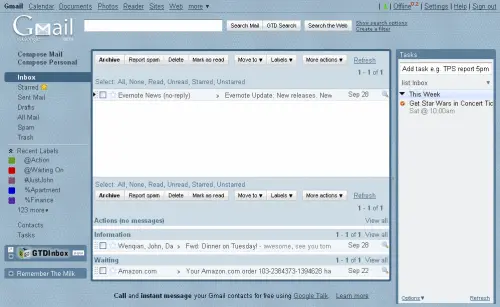 Gmail Calendar Documents Photos Reader Sites Web more ▾ | Offline0.2 | Settings | Help | Sign out
Gmail
Search Mail GTD Search Search the Web Show search options
Create a filter
Compose Mail
Compose Personal
Inbox
Starred
Sent Mail
Drafts
All Mail
Spam
Trash
Recent Labels
@Action
@Waiting On
#JustJohn
%Apartment
%Finance
123 more▾
Contacts
Tasks
GTDInbox
Remember The Milk
Archive Report spam Delete Mark as read Move to ▾ Labels ▾ More actions ▾ Refresh
1 - 1 of 1
Select: All, None, Read, Unread, Starred, Unstarred
Evernote News (no-reply) » Evernote Update. New releases. New Sep 28
Select: All, None, Read, Unread, Starred, Unstarred
Archive Report spam Delete Mark as read Move to ▾ Labels ▾ More actions ▾ Refresh
1 - 1 of 1
Actions (no messages) View all
Information 1 - 1 of 1 View all
Wenqian, John, Da » Fwd: Dinner on Tuesday! - awesome, see you tom Sep 28
Waiting 1 - 1 of 1 View all
Amazon.com » Your Amazon.com order 103-2384373-1394628 ha Sep 22
Call and instant message your Gmail contacts for free using Google Talk. Learn more
Tasks
Add task e.g. TPS report 5pm
list Inbox
This Week
Get Star Wars in Concert Tic
Sat @ 10:00am
Options▾ Refresh